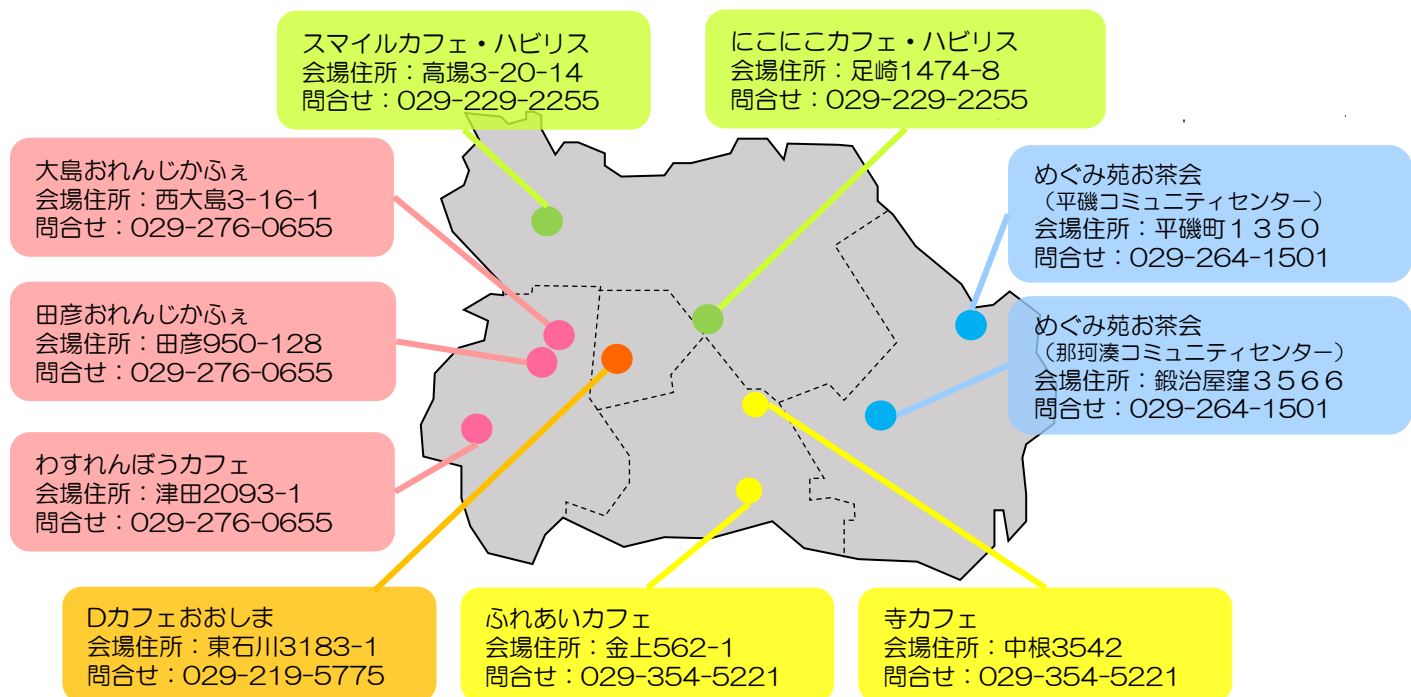 スマイルカフェ・ハビリス
会場住所：高場3-20-14
問合せ：029-229-2255
にこにこカフェ・ハビリス
会場住所：足崎1474-8
問合せ：029-229-2255
大島おれんじかふぇ
会場住所：西大島3-16-1
問合せ：029-276-0655
めぐみ苑お茶会
（平磯コミュニティセンター）
会場住所：平磯町１３５０
問合せ：029-264-1501
田彦おれんじかふぇ
会場住所：田彦950-128
問合せ：029-276-0655
めぐみ苑お茶会
（那珂湊コミュニティセンター）
会場住所：鍛治屋窪３５６６
問合せ：029-264-1501
わすれんぼうカフェ
会場住所：津田2093-1
問合せ：029-276-0655
Dカフェおおしま
会場住所：東石川3183-1
問合せ：029-219-5775
ふれあいカフェ
会場住所：金上562-1
問合せ：029-354-5221
寺カフェ
会場住所：中根3542
問合せ：029-354-5221